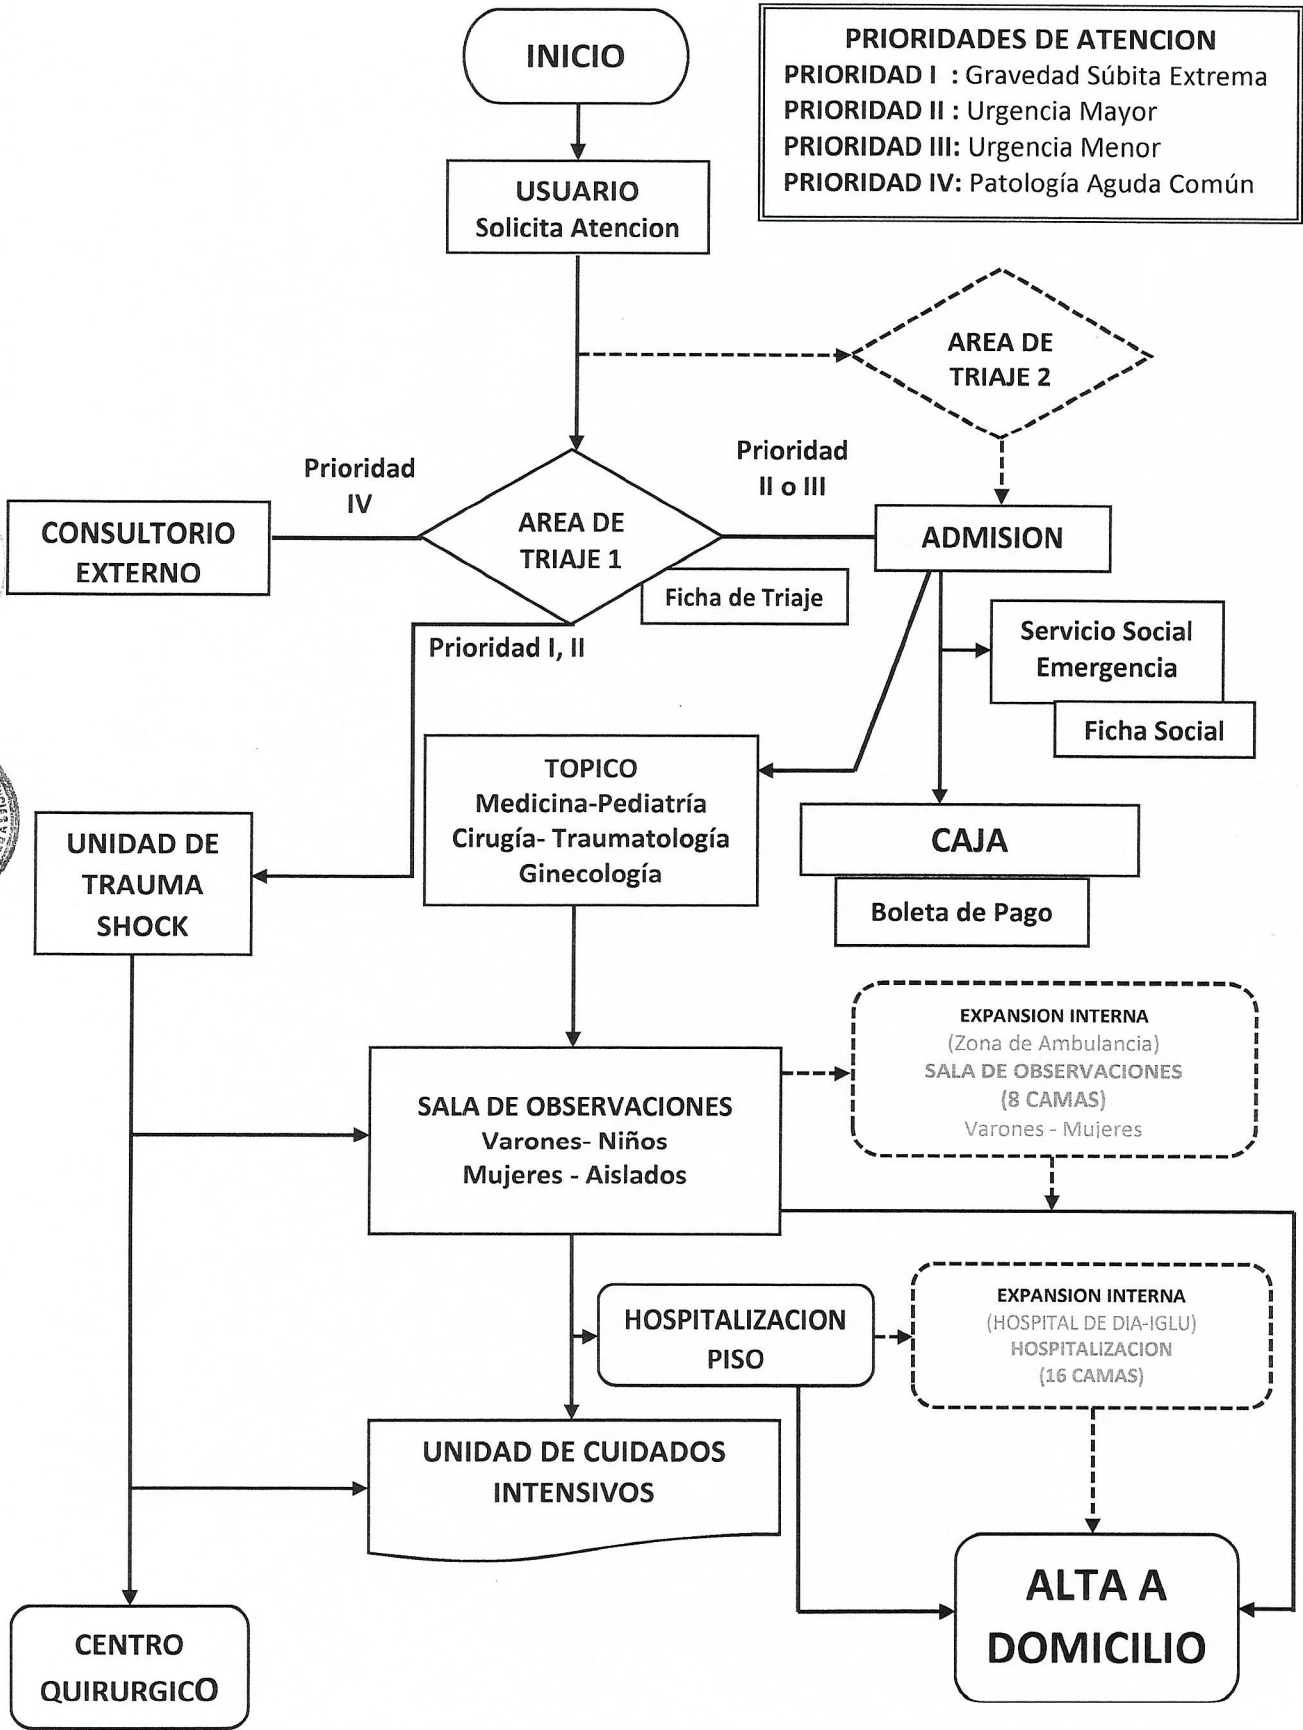 INICIO
PRIORIDADES DE ATENCION
PRIORIDAD I : Gravedad Súbita Extrema
PRIORIDAD II : Urgencia Mayor
PRIORIDAD III: Urgencia Menor
PRIORIDAD IV: Patología Aguda Común
USUARIO
Solicita Atencion
AREA DE
TRIAJE 2
Prioridad
IV
Prioridad
II o III
CONSULTORIO
EXTERNO
AREA DE
TRIAJE 1
ADMISION
Ficha de Triaje
Prioridad I, II
Servicio Social
Emergencia
Ficha Social
TOPICO
Medicina-Pediatría
Cirugía- Traumatología
Ginecología
UNIDAD DE
TRAUMA
SHOCK
CAJA
Boleta de Pago
EXPANSION INTERNA
(Zona de Ambulancia)
SALA DE OBSERVACIONES
(8 CAMAS)
Varones - Mujeres
SALA DE OBSERVACIONES
Varones- Niños
Mujeres - Aislados
HOSPITALIZACION
PISO
EXPANSION INTERNA
(HOSPITAL DE DIA-IGLU)
HOSPITALIZACION
(16 CAMAS)
UNIDAD DE CUIDADOS
INTENSIVOS
ALTA A
DOMICILIO
CENTRO
QUIRURGICO